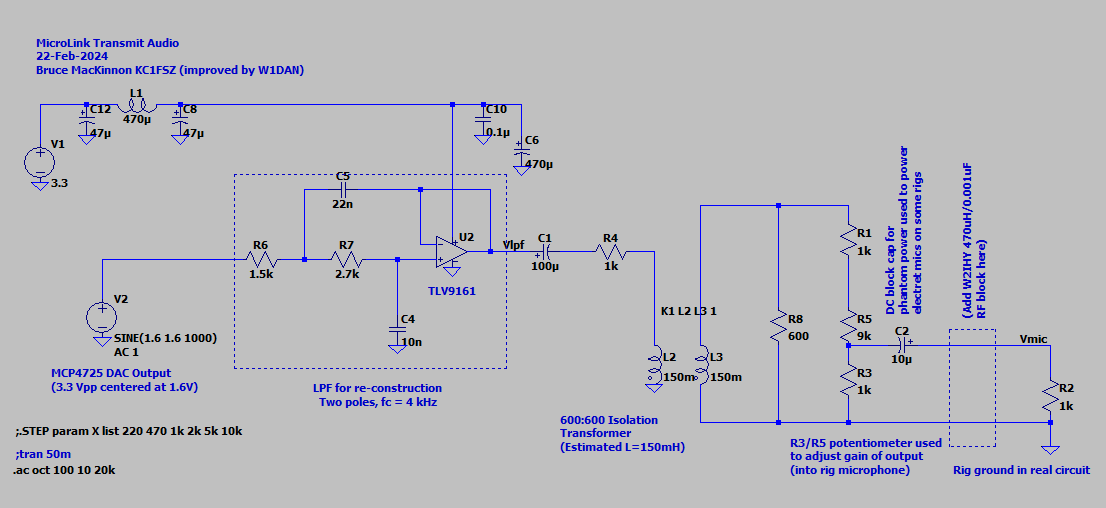 MicroLink Transmit Audio
22-Feb-2024
Bruce MacKinnon KC1FSZ (improved by W1DAN)
L1
470µ
C12
47µ
C8
47µ
C10
0.1µ
C6
470µ
V1
3.3
C5
22n
U2
TLV9161
R6
1.5k
R7
2.7k
C4
10n
Vlpf
C1
100µ
R4
1k
V2
SINE(1.6 1.6 1000)
AC 1
MCP4725 DAC Output
(3.3 Vpp centered at 1.6V)
LPF for re-construction
Two poles, fc = 4 kHz
K1 L2 L3 1
L2
150m
L3
150m
600:600 Isolation
Transformer
(Estimated L=150mH)
R8
600
R1
1k
R5
9k
R3
1k
C2
10µ
DC block cap for
phantom power used to power
electret mics on some rigs
(Add W2IHY 470uH/0.001uF
RF block here)
Vmic
R2
1k
R3/R5 potentiometer used
to adjust gain of output
(into rig microphone)
Rig ground in real circuit
;.STEP param X list 220 470 1k 2k 5k 10k
;tran 50m
.ac oct 100 10 20k